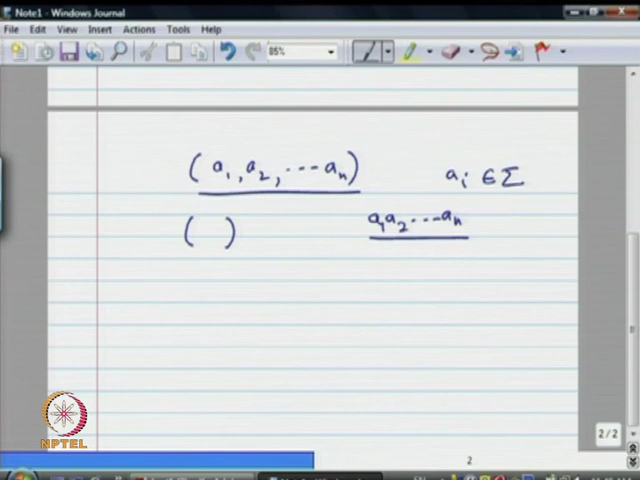 Note1 - Windows Journal
File Edit View Insert Actions Tools Help
85%
(a₁, a₂, ---- aₙ) aᵢ ∈ Σ
( ) a₁a₂ ---- aₙ
NPTEL
2/2
2